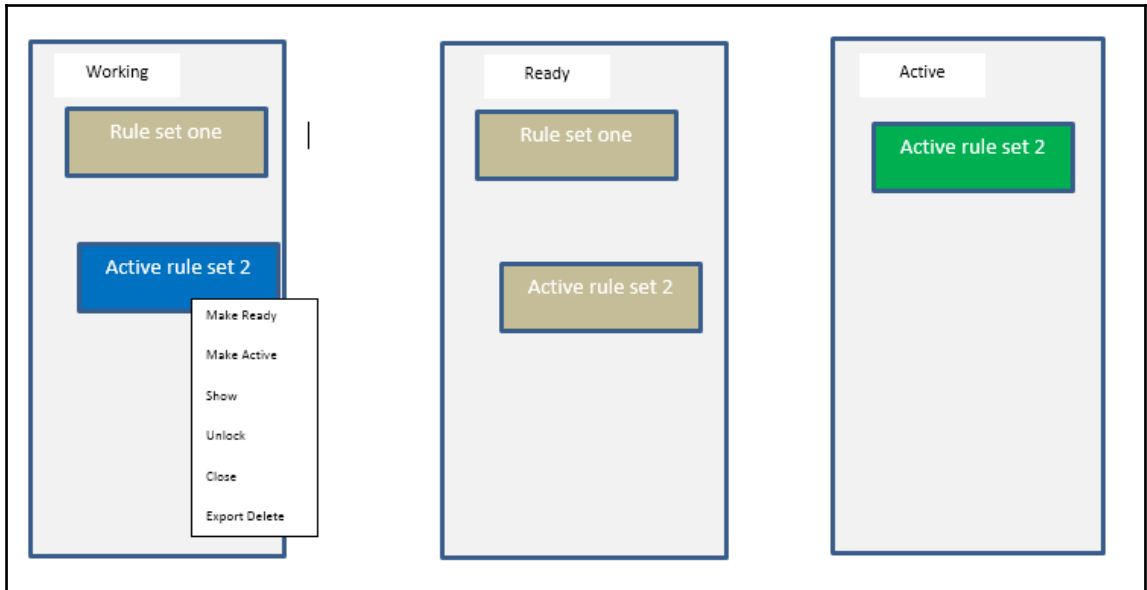 Working
Rule set one
Active rule set 2
Make Ready
Make Active
Show
Unlock
Close
Export Delete
Ready
Rule set one
Active rule set 2
Active
Active rule set 2